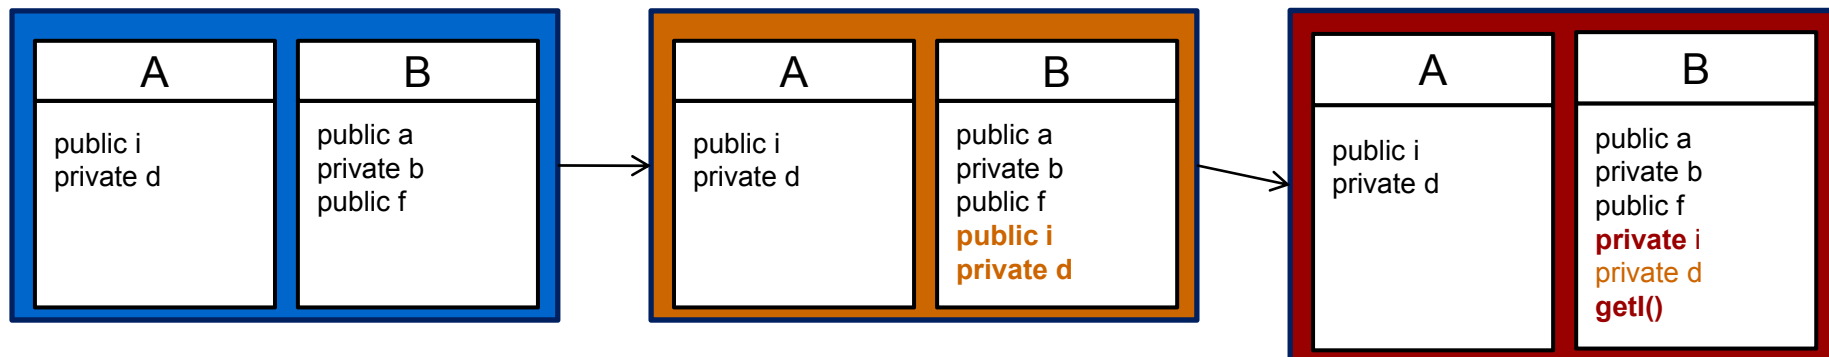 A
public i
private d
B
public a
private b
public f
A
public i
private d
B
public a
private b
public f
public i
private d
A
public i
private d
B
public a
private b
public f
private i
private d
getI()